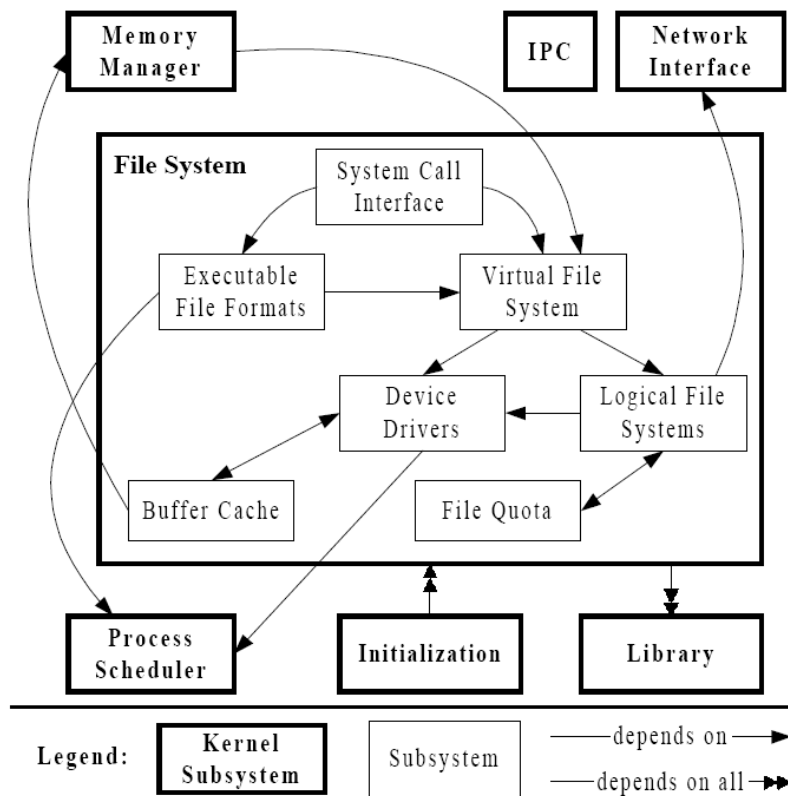 Memory
Manager
IPC
Network
Interface
File System
System Call
Interface
Executable
File Formats
Virtual File
System
Device
Drivers
Logical File
Systems
Buffer Cache
File Quota
Process
Scheduler
Initialization
Library
Legend:
Kernel
Subsystem
Subsystem
depends on
depends on all